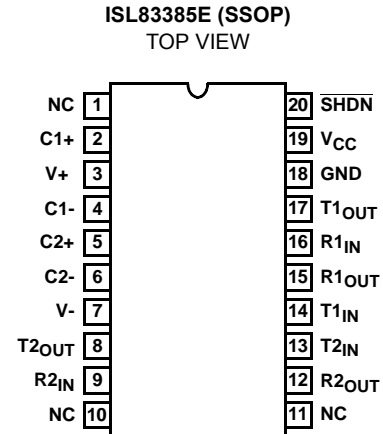 ISL83385E (SSOP)
TOP VIEW
NC 1
C1+ 2
V+ 3
C1- 4
C2+ 5
C2- 6
V- 7
T2OUT 8
R2IN 9
NC 10
20 SHDN
19 VCC
18 GND
17 T1OUT
16 R1IN
15 R1OUT
14 T1IN
13 T2IN
12 R2OUT
11 NC